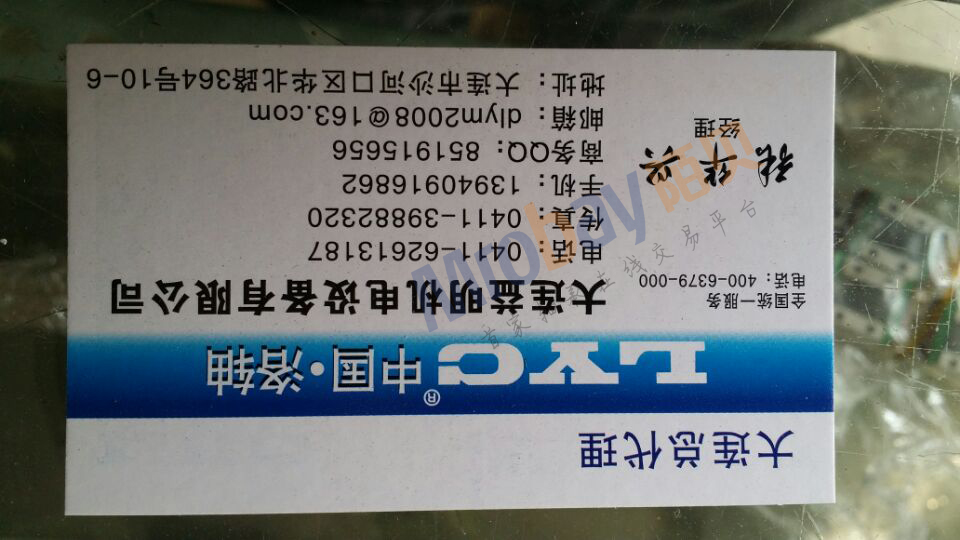 大连总代理
LYC® 中国·洛轴
全国统一服务
电话：400-6379-000
大连益明机电设备有限公司
张华兴
经理
电话：0411-62613187
传真：0411-39882320
手机：13940916862
商务QQ：851915656
邮箱：dlym2008@163.com
地址：大连市沙河口区华北路364号10-6